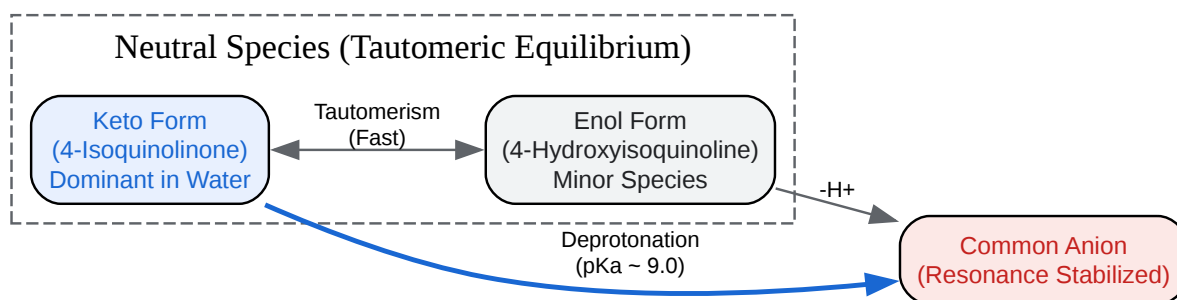 Neutral Species (Tautomeric Equilibrium)
Keto Form
(4-Isoquinolinone)
Dominant in Water
Tautomerism
(Fast)
Enol Form
(4-Hydroxyisoquinoline)
Minor Species
-H+
Deprotonation
(pKa ~ 9.0)
Common Anion
(Resonance Stabilized)